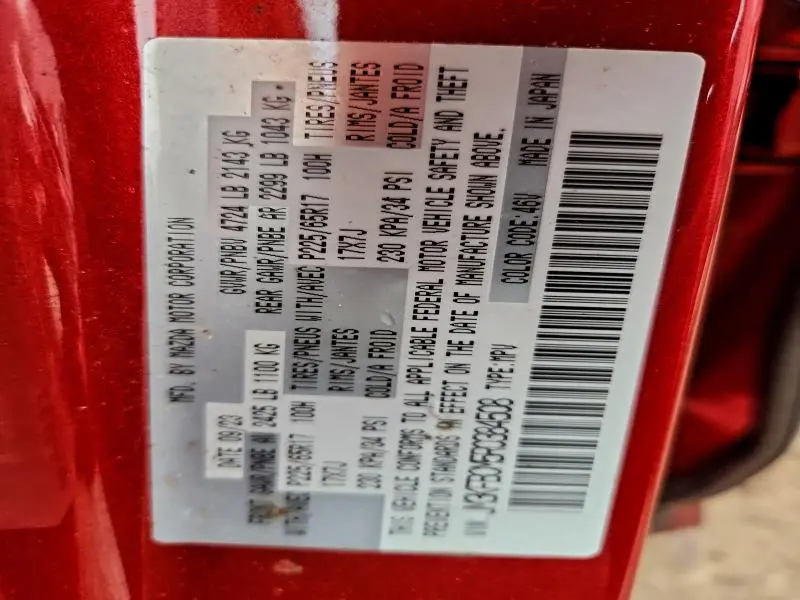 MFD. BY MAZDA MOTOR CORPORATION
DATE 09/23 GVWR/PNBV 4724 LB 2143 KG
FRONT GAWR/PNBE AV 2425 LB 1100 KG REAR GAWR/PNBE AR 2299 LB 1043 KG
WITH/AVEC TIRES/PNEUS WITH/AVEC TIRES/PNEUS
P225/65R17 100H P225/65R17 100H
RIMS/JANTES RIMS/JANTES
17X7J 17X7J
COLD/A FROID COLD/A FROID
230 KPA/34 PSI 230 KPA/34 PSI
THIS VEHICLE CONFORMS TO ALL APPLICABLE FEDERAL MOTOR VEHICLE SAFETY AND THEFT
PREVENTION STANDARDS IN EFFECT ON THE DATE OF MANUFACTURE SHOWN ABOVE.
TYPE:MPV
COLOR CODE:46V MADE IN JAPAN